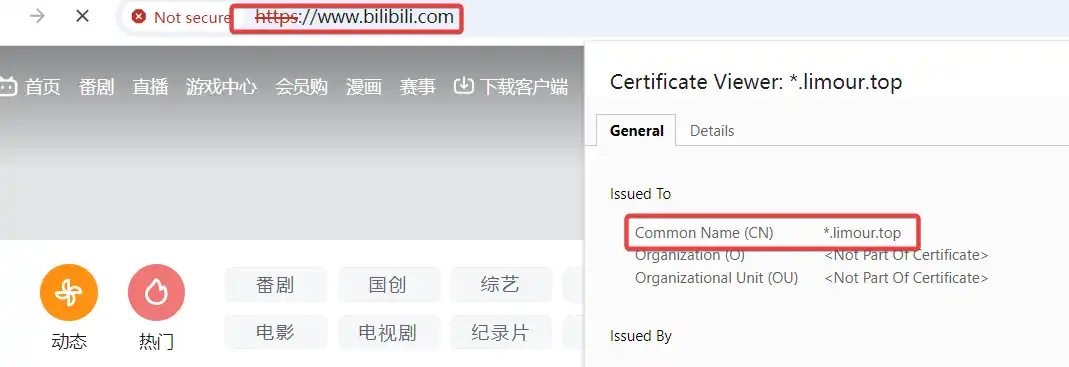 Not secure https://www.bilibili.com
首页 番剧 直播 游戏中心 会员购 漫画 赛事 下载客户端
动态 热门
番剧 国创 综艺
电影 电视剧 纪录片
Certificate Viewer: *.limour.top
General Details
Issued To
Common Name (CN) *.limour.top
Organization (O) <Not Part Of Certificate>
Organizational Unit (OU) <Not Part Of Certificate>
Issued By